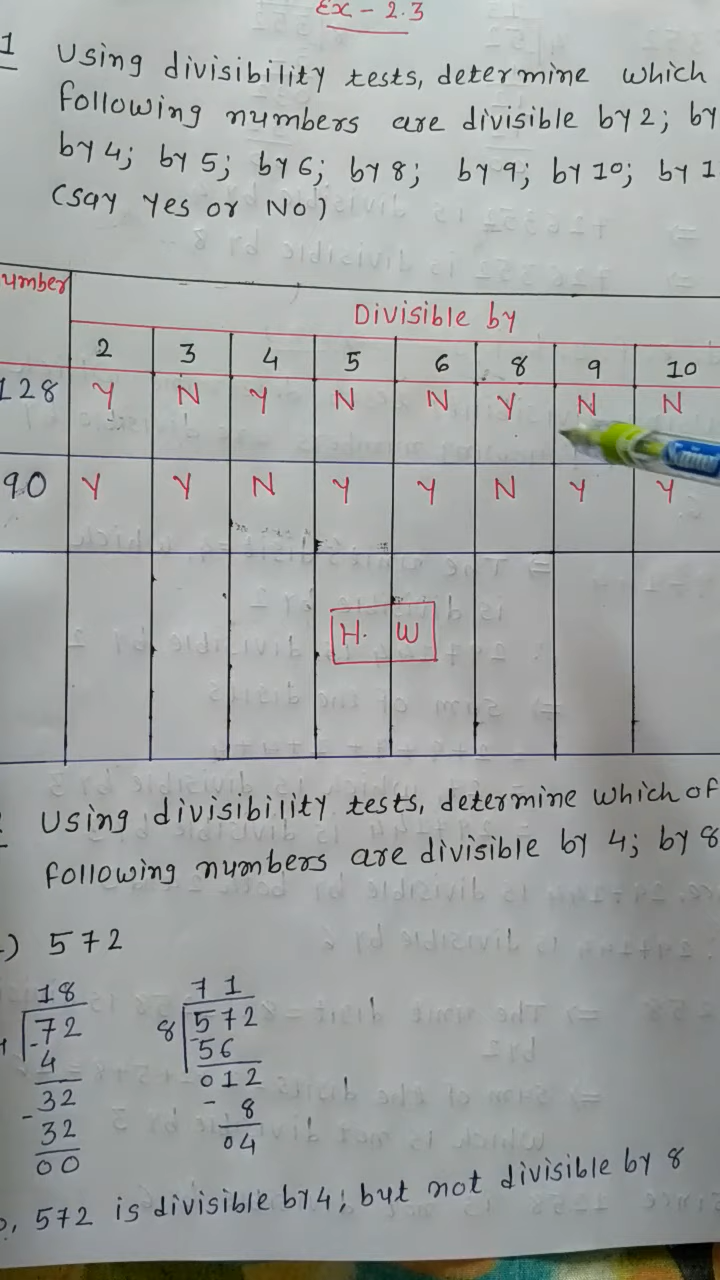 Ex - 2.3
1 Using divisibility tests, determine which
following numbers are divisible by 2; by
by 4; by 5; by 6; by 8; by 9; by 10; by 1
(say Yes or No)
umber Divisible by
2 3 4 5 6 8 9 10
128 Y N Y N N Y N N
90 Y Y N Y Y N Y Y
H. W
Using divisibility tests, determine which of
following numbers are divisible by 4; by 8
) 572
18 71
72 8 572
- 4 56
32 012
- 32 - 8
00 04
, 572 is divisible by 4; but not divisible by 8